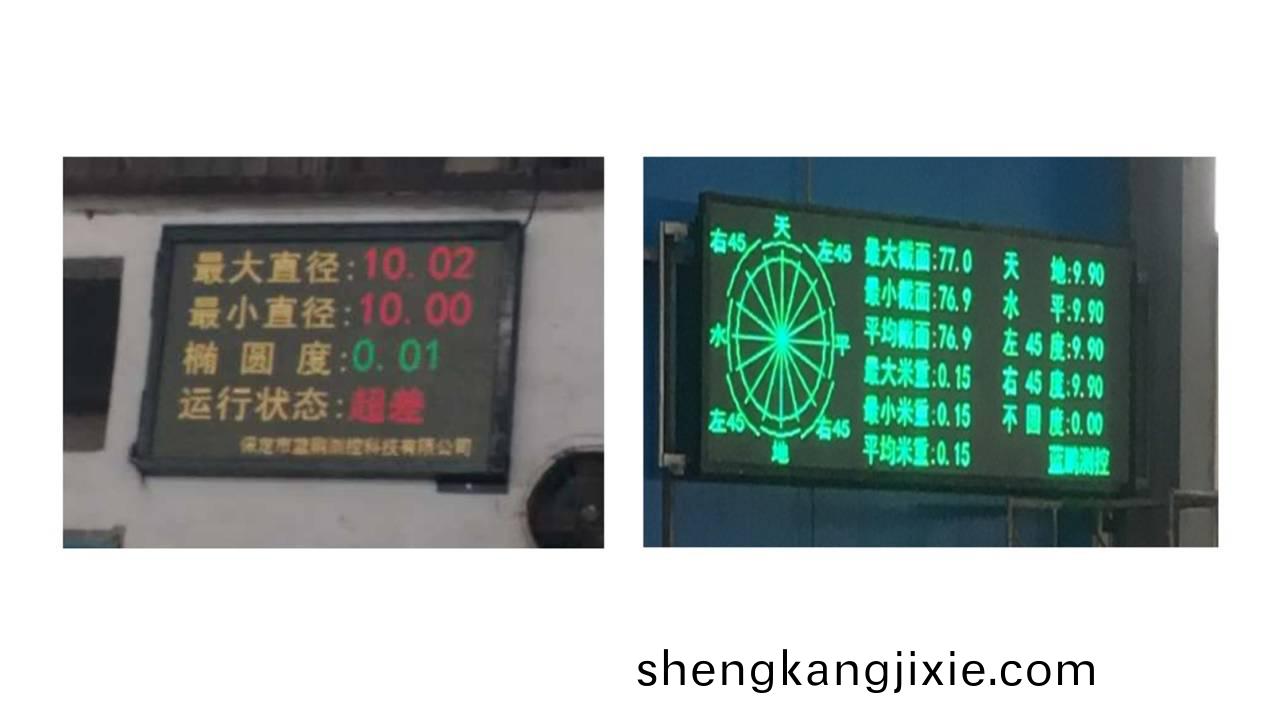 最大直径:10.02
最小直径:10.00
椭圆度:0.01
运行状态:超差
保定市蓝鹏测控科技有限公司
天
右45
左45
水
平
左45
右45
地
最大截面:77.0
最小截面:76.9
平均截面:76.9
最大米重:0.15
最小米重:0.15
平均米重:0.15
天 地:9.90
水 平:9.90
左 45 度:9.90
右 45 度:9.90
不 圆 度:0.00
蓝鹏测控
shengkangjixie.com